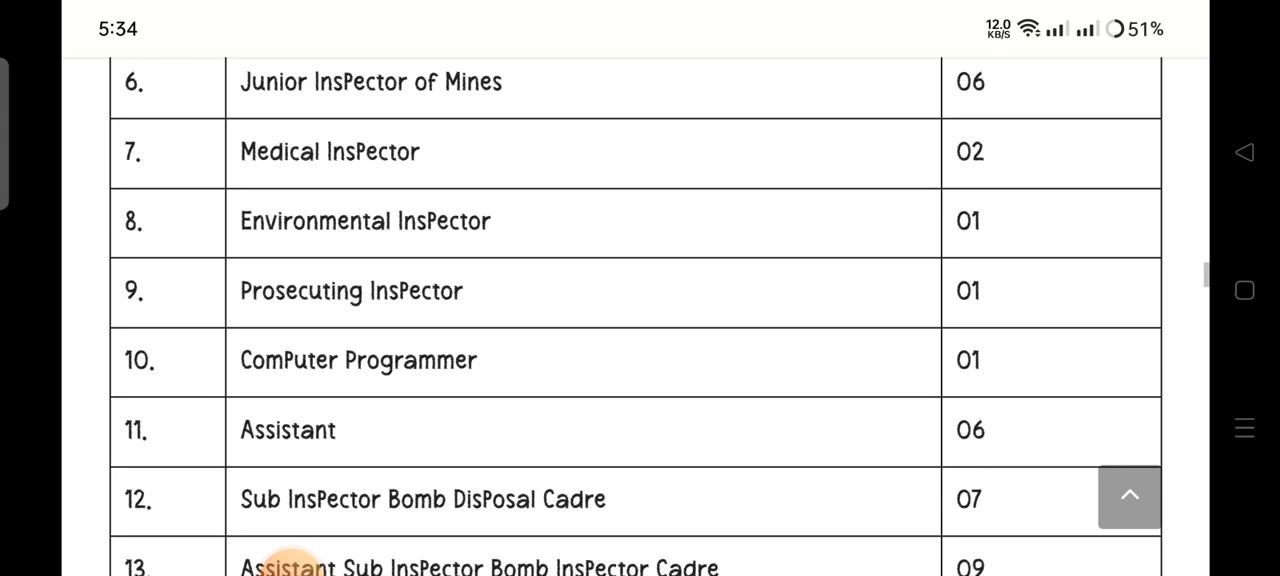 5:34 12.0 KB/S 51%
6. Junior InsPector of Mines 06
7. Medical InsPector 02
8. Environmental InsPector 01
9. Prosecuting InsPector 01
10. ComPuter Programmer 01
11. Assistant 06
12. Sub InsPector Bomb DisPosal Cadre 07
13. Assistant Sub InsPector Bomb InsPector Cadre 09